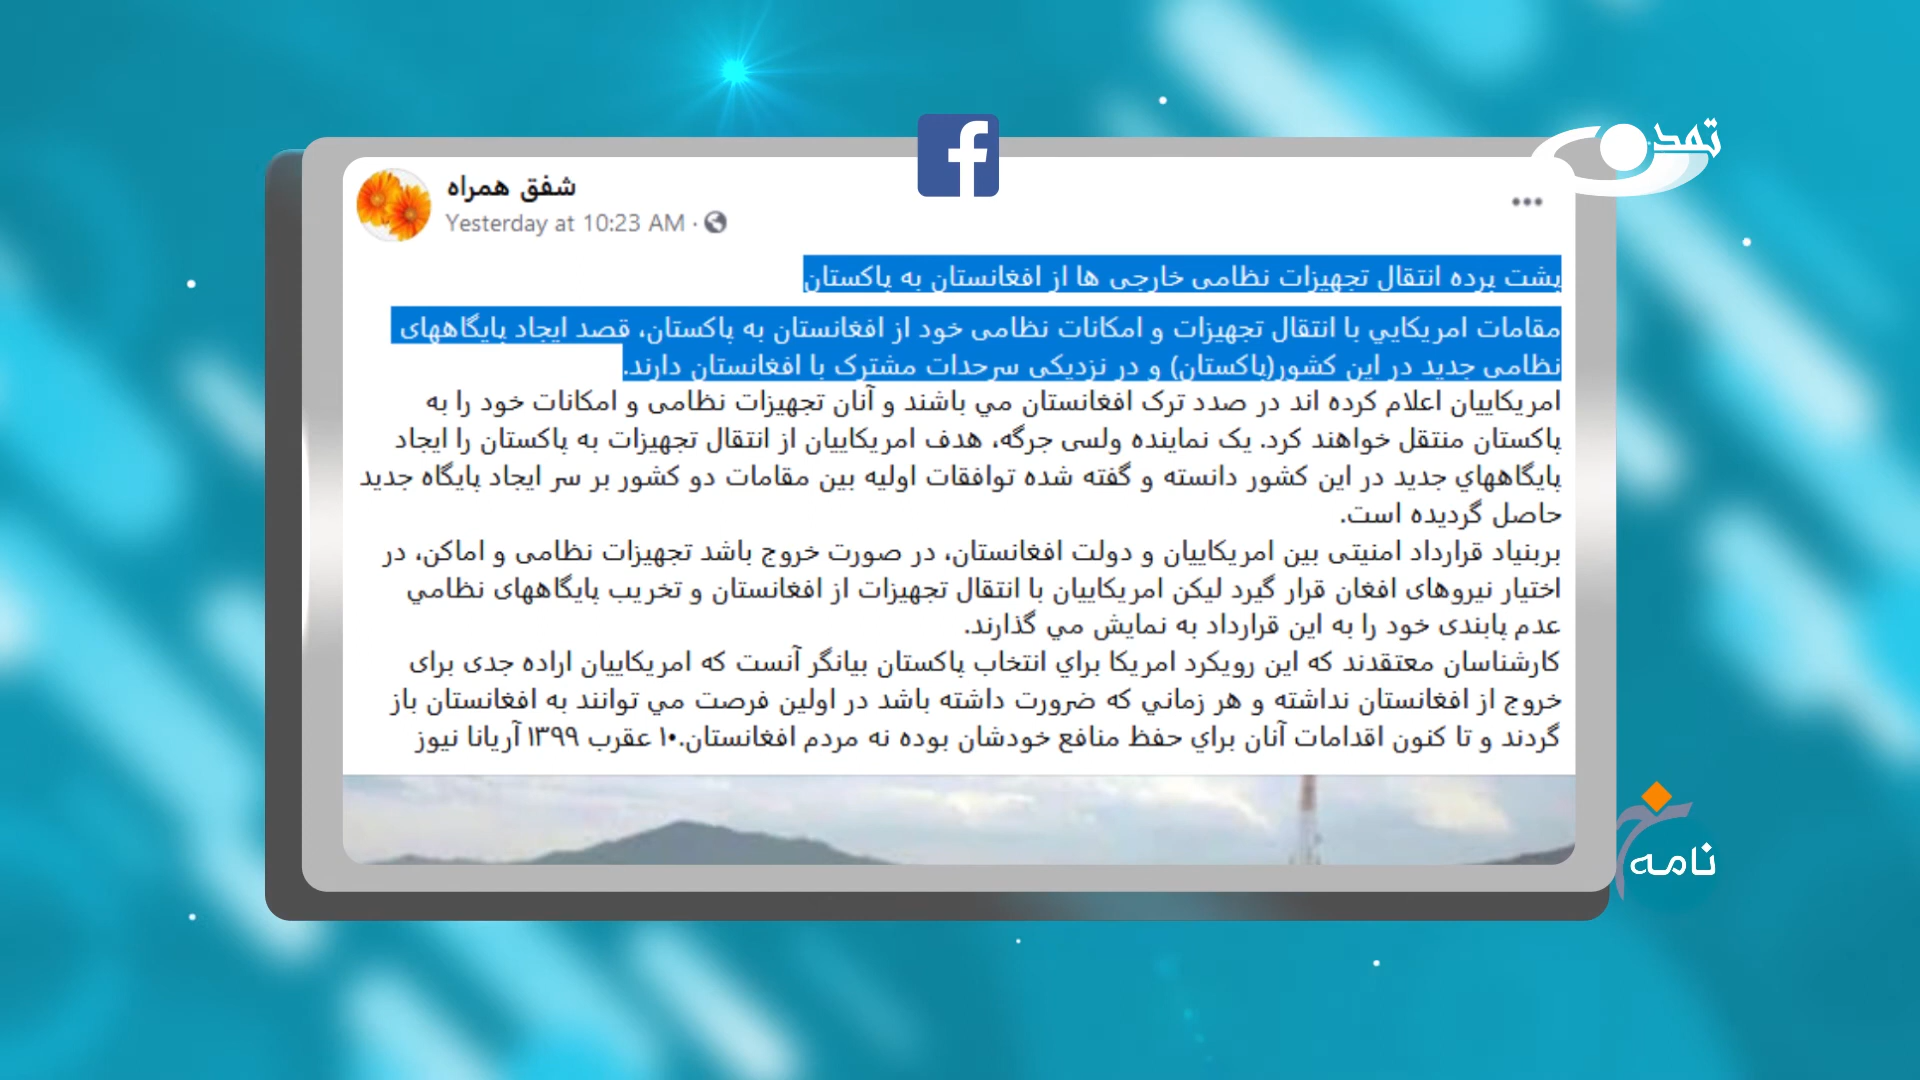 تمدن
شفق همراه
Yesterday at 10:23 AM ·
پشت پرده انتقال تجهیزات نظامی خارجی ها از افغانستان به پاکستان
مقامات امریکایي با انتقال تجهیزات و امکانات نظامی خود از افغانستان به پاکستان، قصد ایجاد پایگاههای
نظامی جدید در این کشور(پاکستان) و در نزدیکی سرحدات مشترک با افغانستان دارند.
امریکاییان اعلام کرده اند در صدد ترک افغانستان مي باشند و آنان تجهیزات نظامی و امکانات خود را به
پاکستان منتقل خواهند کرد. یک نماینده ولسی جرگه، هدف امریکاییان از انتقال تجهیزات به پاکستان را ایجاد
پایگاههاي جدید در این کشور دانسته و گفته شده توافقات اولیه بین مقامات دو کشور بر سر ایجاد پایگاه جدید
حاصل گردیده است.
بربنیاد قرارداد امنیتی بین امریکاییان و دولت افغانستان، در صورت خروج باشد تجهیزات نظامی و اماکن، در
اختیار نیروهای افغان قرار گیرد لیکن امریکاییان با انتقال تجهیزات از افغانستان و تخریب پایگاههای نظامي
عدم پابندی خود را به این قرارداد به نمایش مي گذارند.
کارشناسان معتقدند که این رویکرد امریکا براي انتخاب پاکستان بیانگر آنست که امریکاییان اراده جدی برای
خروج از افغانستان نداشته و هر زماني که ضرورت داشته باشد در اولین فرصت مي توانند به افغانستان باز
گردند و تا کنون اقدامات آنان براي حفظ منافع خودشان بوده نه مردم افغانستان.۱۰ عقرب ۱۳۹۹ آریانا نیوز
نامه